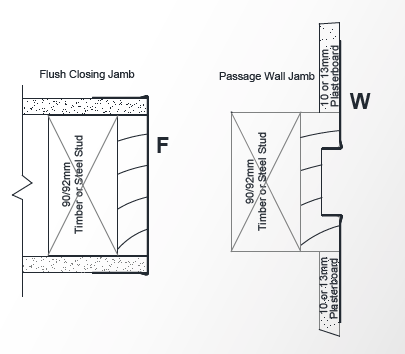 Flush Closing Jamb
F
90/92mm
Timber or Steel Stud
Passage Wall Jamb
W
10 or 13mm
Plasterboard
90/92mm
Timber or Steel Stud
10 or 13mm
Plasterboard